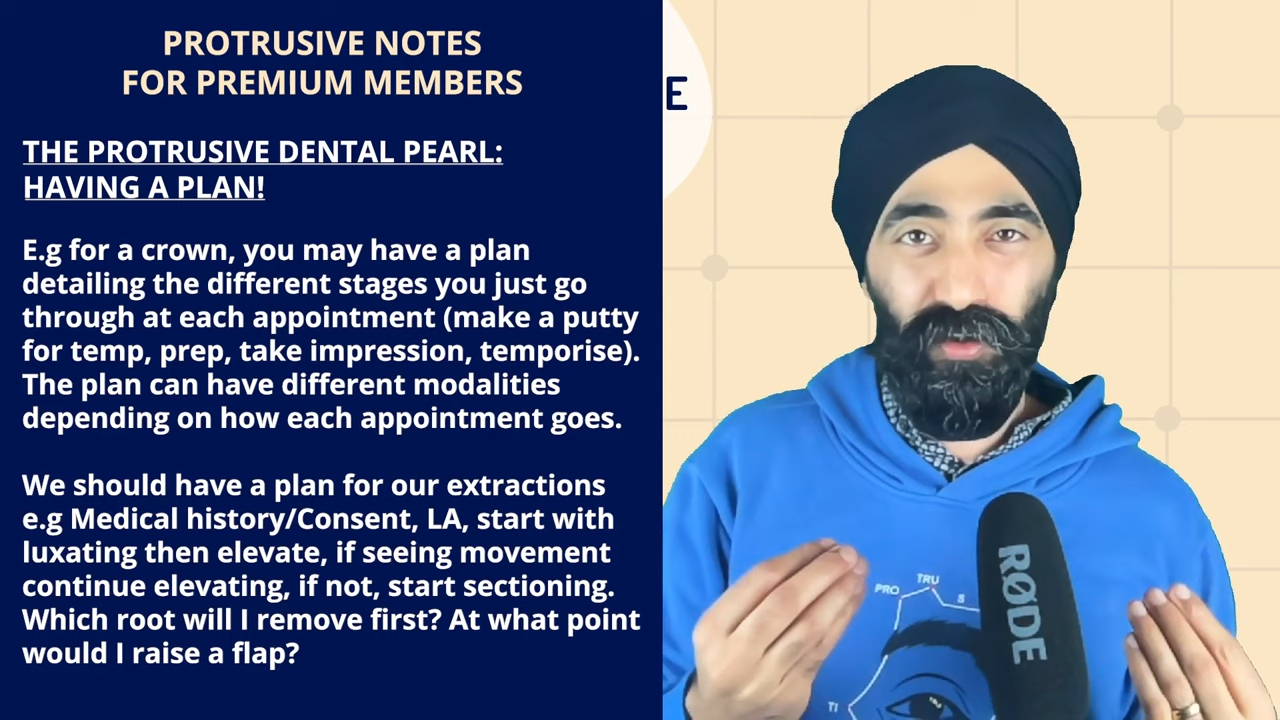 PROTRUSIVE NOTES
FOR PREMIUM MEMBERS
THE PROTRUSIVE DENTAL PEARL:
HAVING A PLAN!
E.g for a crown, you may have a plan
detailing the different stages you just go
through at each appointment (make a putty
for temp, prep, take impression, temporise).
The plan can have different modalities
depending on how each appointment goes.
We should have a plan for our extractions
e.g Medical history/Consent, LA, start with
luxating then elevate, if seeing movement
continue elevating, if not, start sectioning.
Which root will I remove first? At what point
would I raise a flap?
E
PRO
TRU
S
TI
RØDE